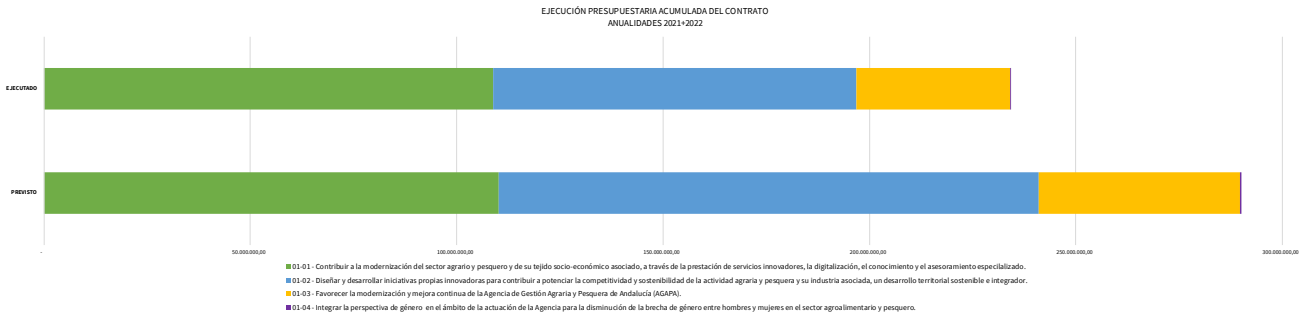 EJECUCIÓN PRESUPUESTARIA ACUMULADA DEL CONTRATO
ANUALIDADES 2021+2022
EJECUTADO
PREVISTO
- 50.000.000,00 100.000.000,00 150.000.000,00 200.000.000,00 250.000.000,00 300.000.000,00
01-01 - Contribuir a la modernización del sector agrario y pesquero y de su tejido socio-económico asociado, a través de la prestación de servicios innovadores, la digitalización, el conocimiento y el asesoramiento especilalizado.
01-02 - Diseñar y desarrollar iniciativas propias innovadoras para contribuir a potenciar la competitividad y sostenibilidad de la actividad agraria y pesquera y su industria asociada, un desarrollo territorial sostenible e integrador.
01-03 - Favorecer la modernización y mejora continua de la Agencia de Gestión Agraria y Pesquera de Andalucía (AGAPA).
01-04 - Integrar la perspectiva de género en el ámbito de la actuación de la Agencia para la disminución de la brecha de género entre hombres y mujeres en el sector agroalimentario y pesquero.